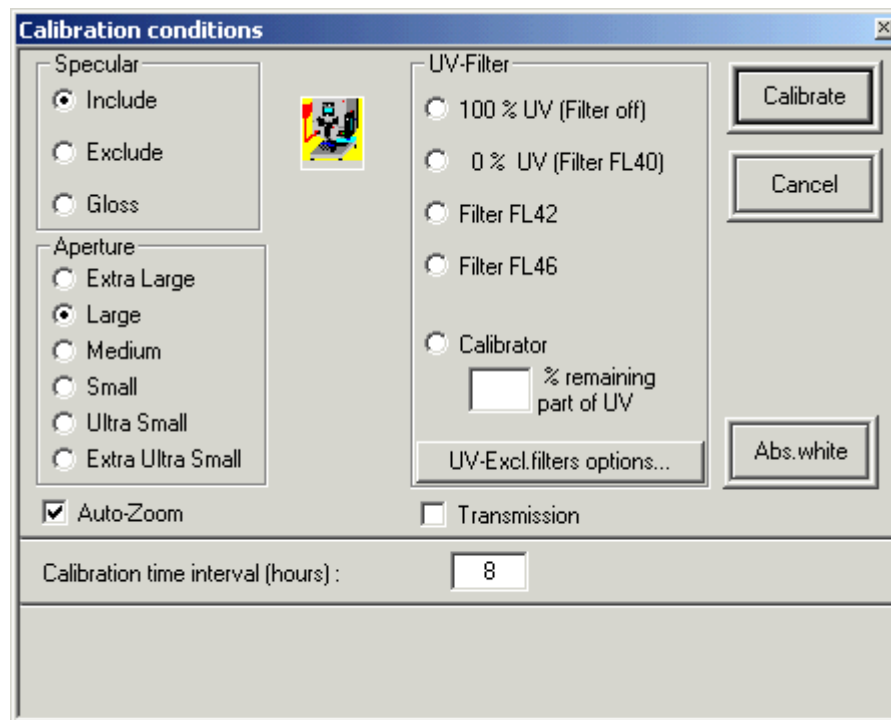 Calibration conditions
Specular
Include
Exclude
Gloss
Aperture
Extra Large
Large
Medium
Small
Ultra Small
Extra Ultra Small
Auto-Zoom
UV-Filter
100 % UV (Filter off)
0 % UV (Filter FL40)
Filter FL42
Filter FL46
Calibrator
% remaining
part of UV
UV-Excl.filters options...
Transmission
Calibrate
Cancel
Abs.white
Calibration time interval (hours) : 8